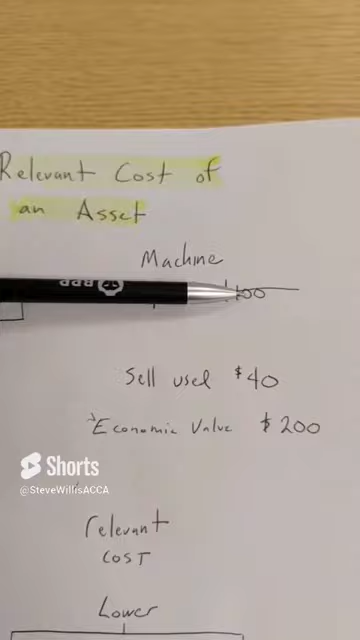 Relevant Cost of
an Asset
Machine
Sell used $40
Economic Value $200
Shorts
@SteveWillisACCA
relevant
cost
Lower